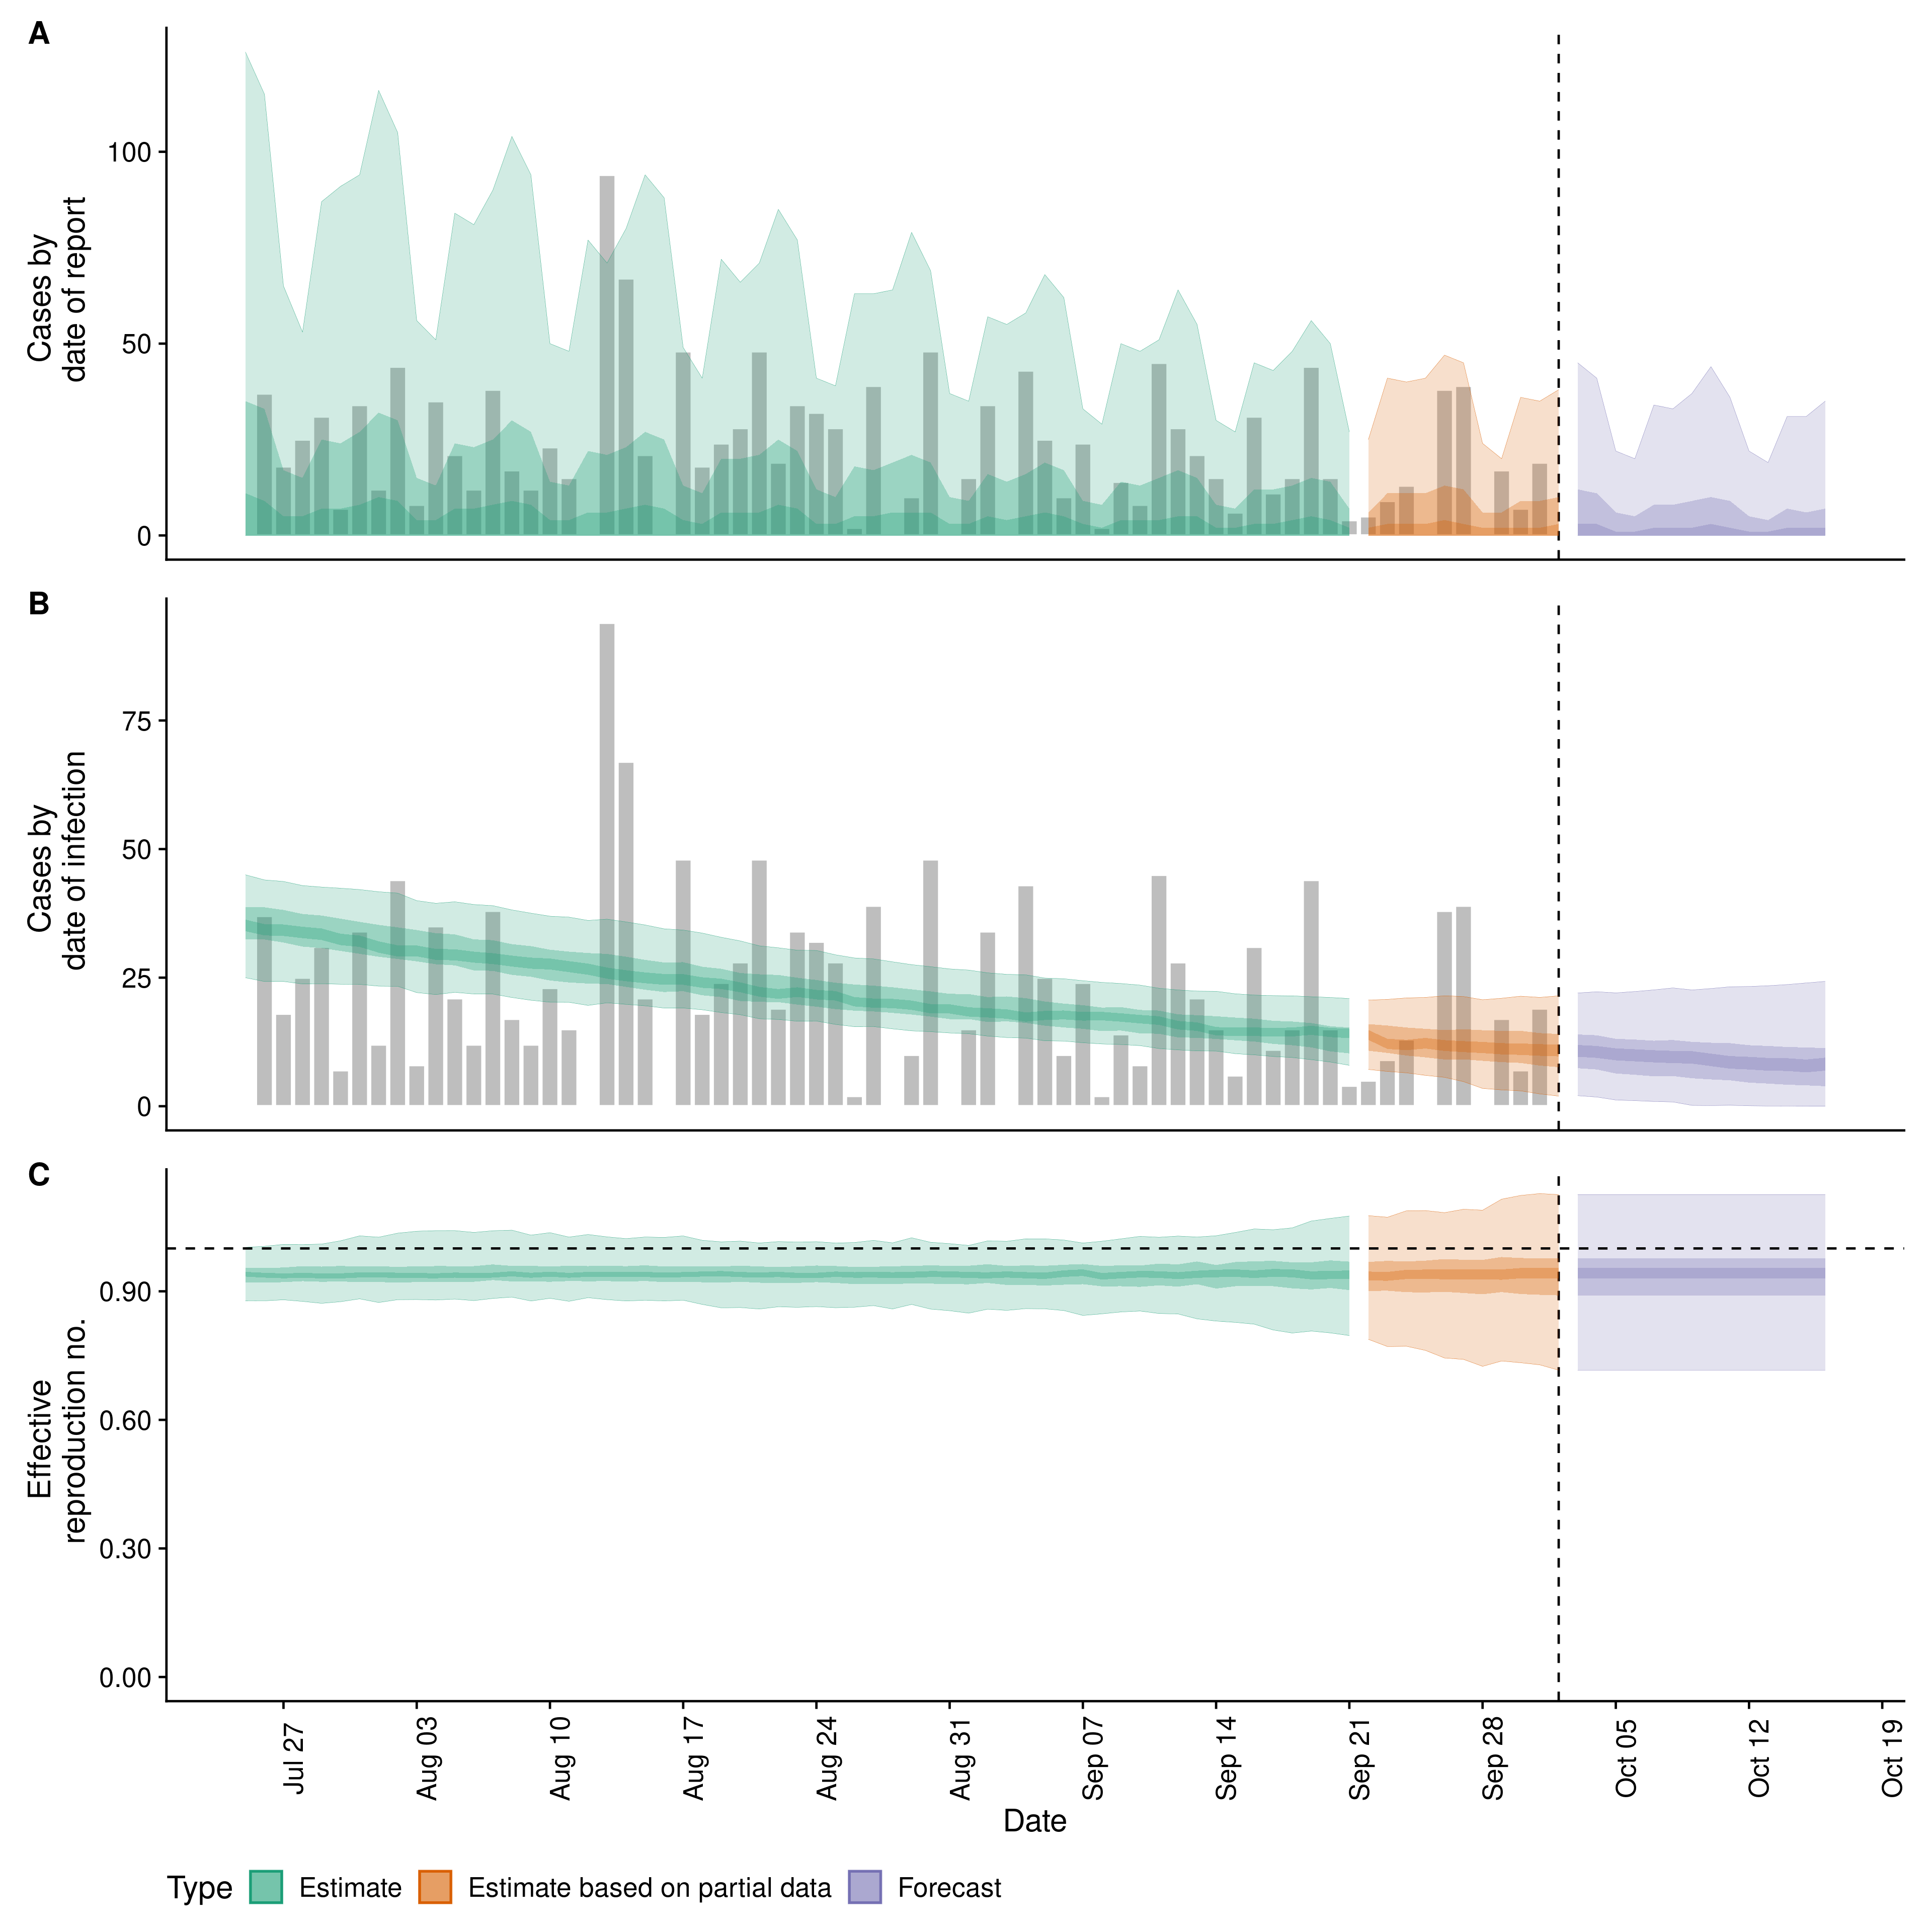 A
Cases by
date of report
100
50
0
B
Cases by
date of infection
75
50
25
0
C
Effective
reproduction no.
0.90
0.60
0.30
0.00
Jul 27
Aug 03
Aug 10
Aug 17
Aug 24
Aug 31
Sep 07
Sep 14
Sep 21
Sep 28
Oct 05
Oct 12
Oct 19
Date
Type Estimate Estimate based on partial data Forecast